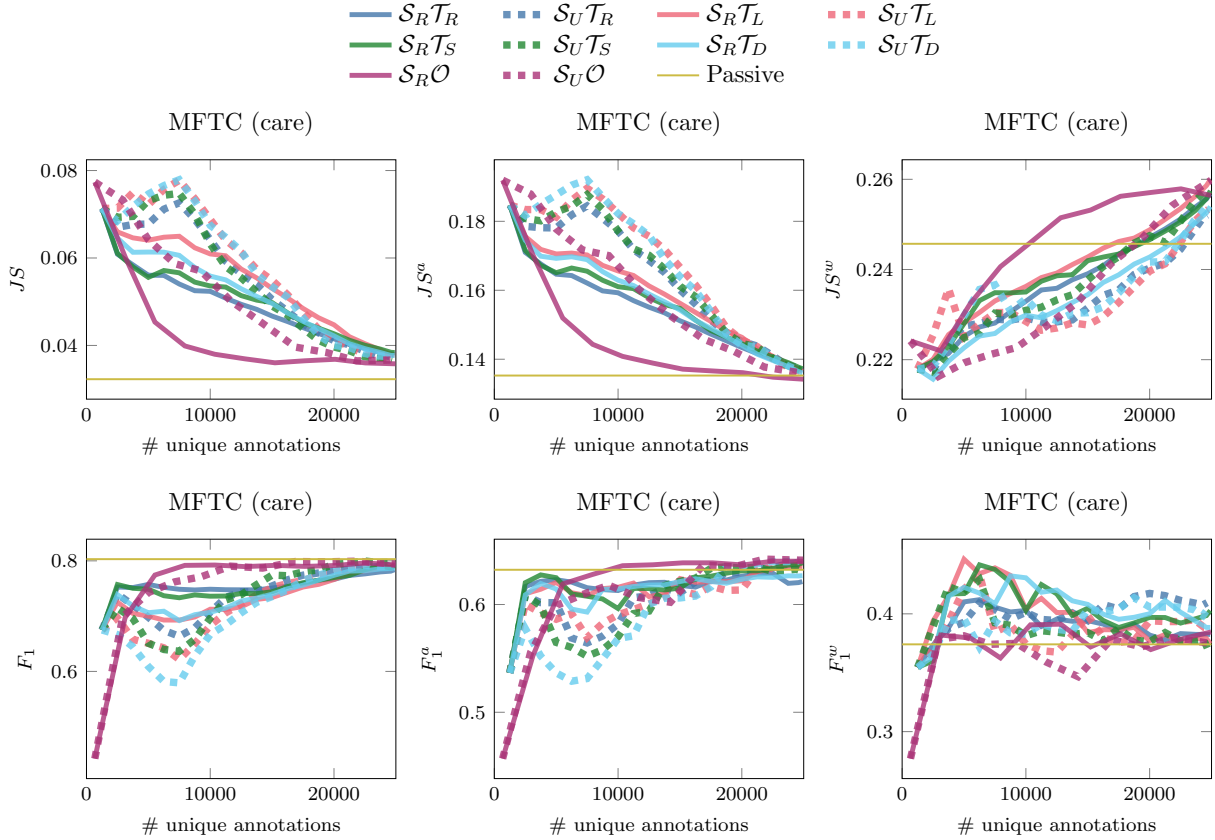 𝒮_R𝒯_R 𝒮_U𝒯_R 𝒮_R𝒯_L 𝒮_U𝒯_L
𝒮_R𝒯_S 𝒮_U𝒯_S 𝒮_R𝒯_D 𝒮_U𝒯_D
𝒮_R𝒪 𝒮_U𝒪 Passive
MFTC (care)
JS
0.08
0.06
0.04
0 10000 20000
# unique annotations
MFTC (care)
JS^a
0.18
0.16
0.14
0 10000 20000
# unique annotations
MFTC (care)
JS^w
0.26
0.24
0.22
0 10000 20000
# unique annotations
MFTC (care)
F_1
0.8
0.6
0 10000 20000
# unique annotations
MFTC (care)
F_1^a
0.6
0.5
0 10000 20000
# unique annotations
MFTC (care)
F_1^w
0.4
0.3
0 10000 20000
# unique annotations